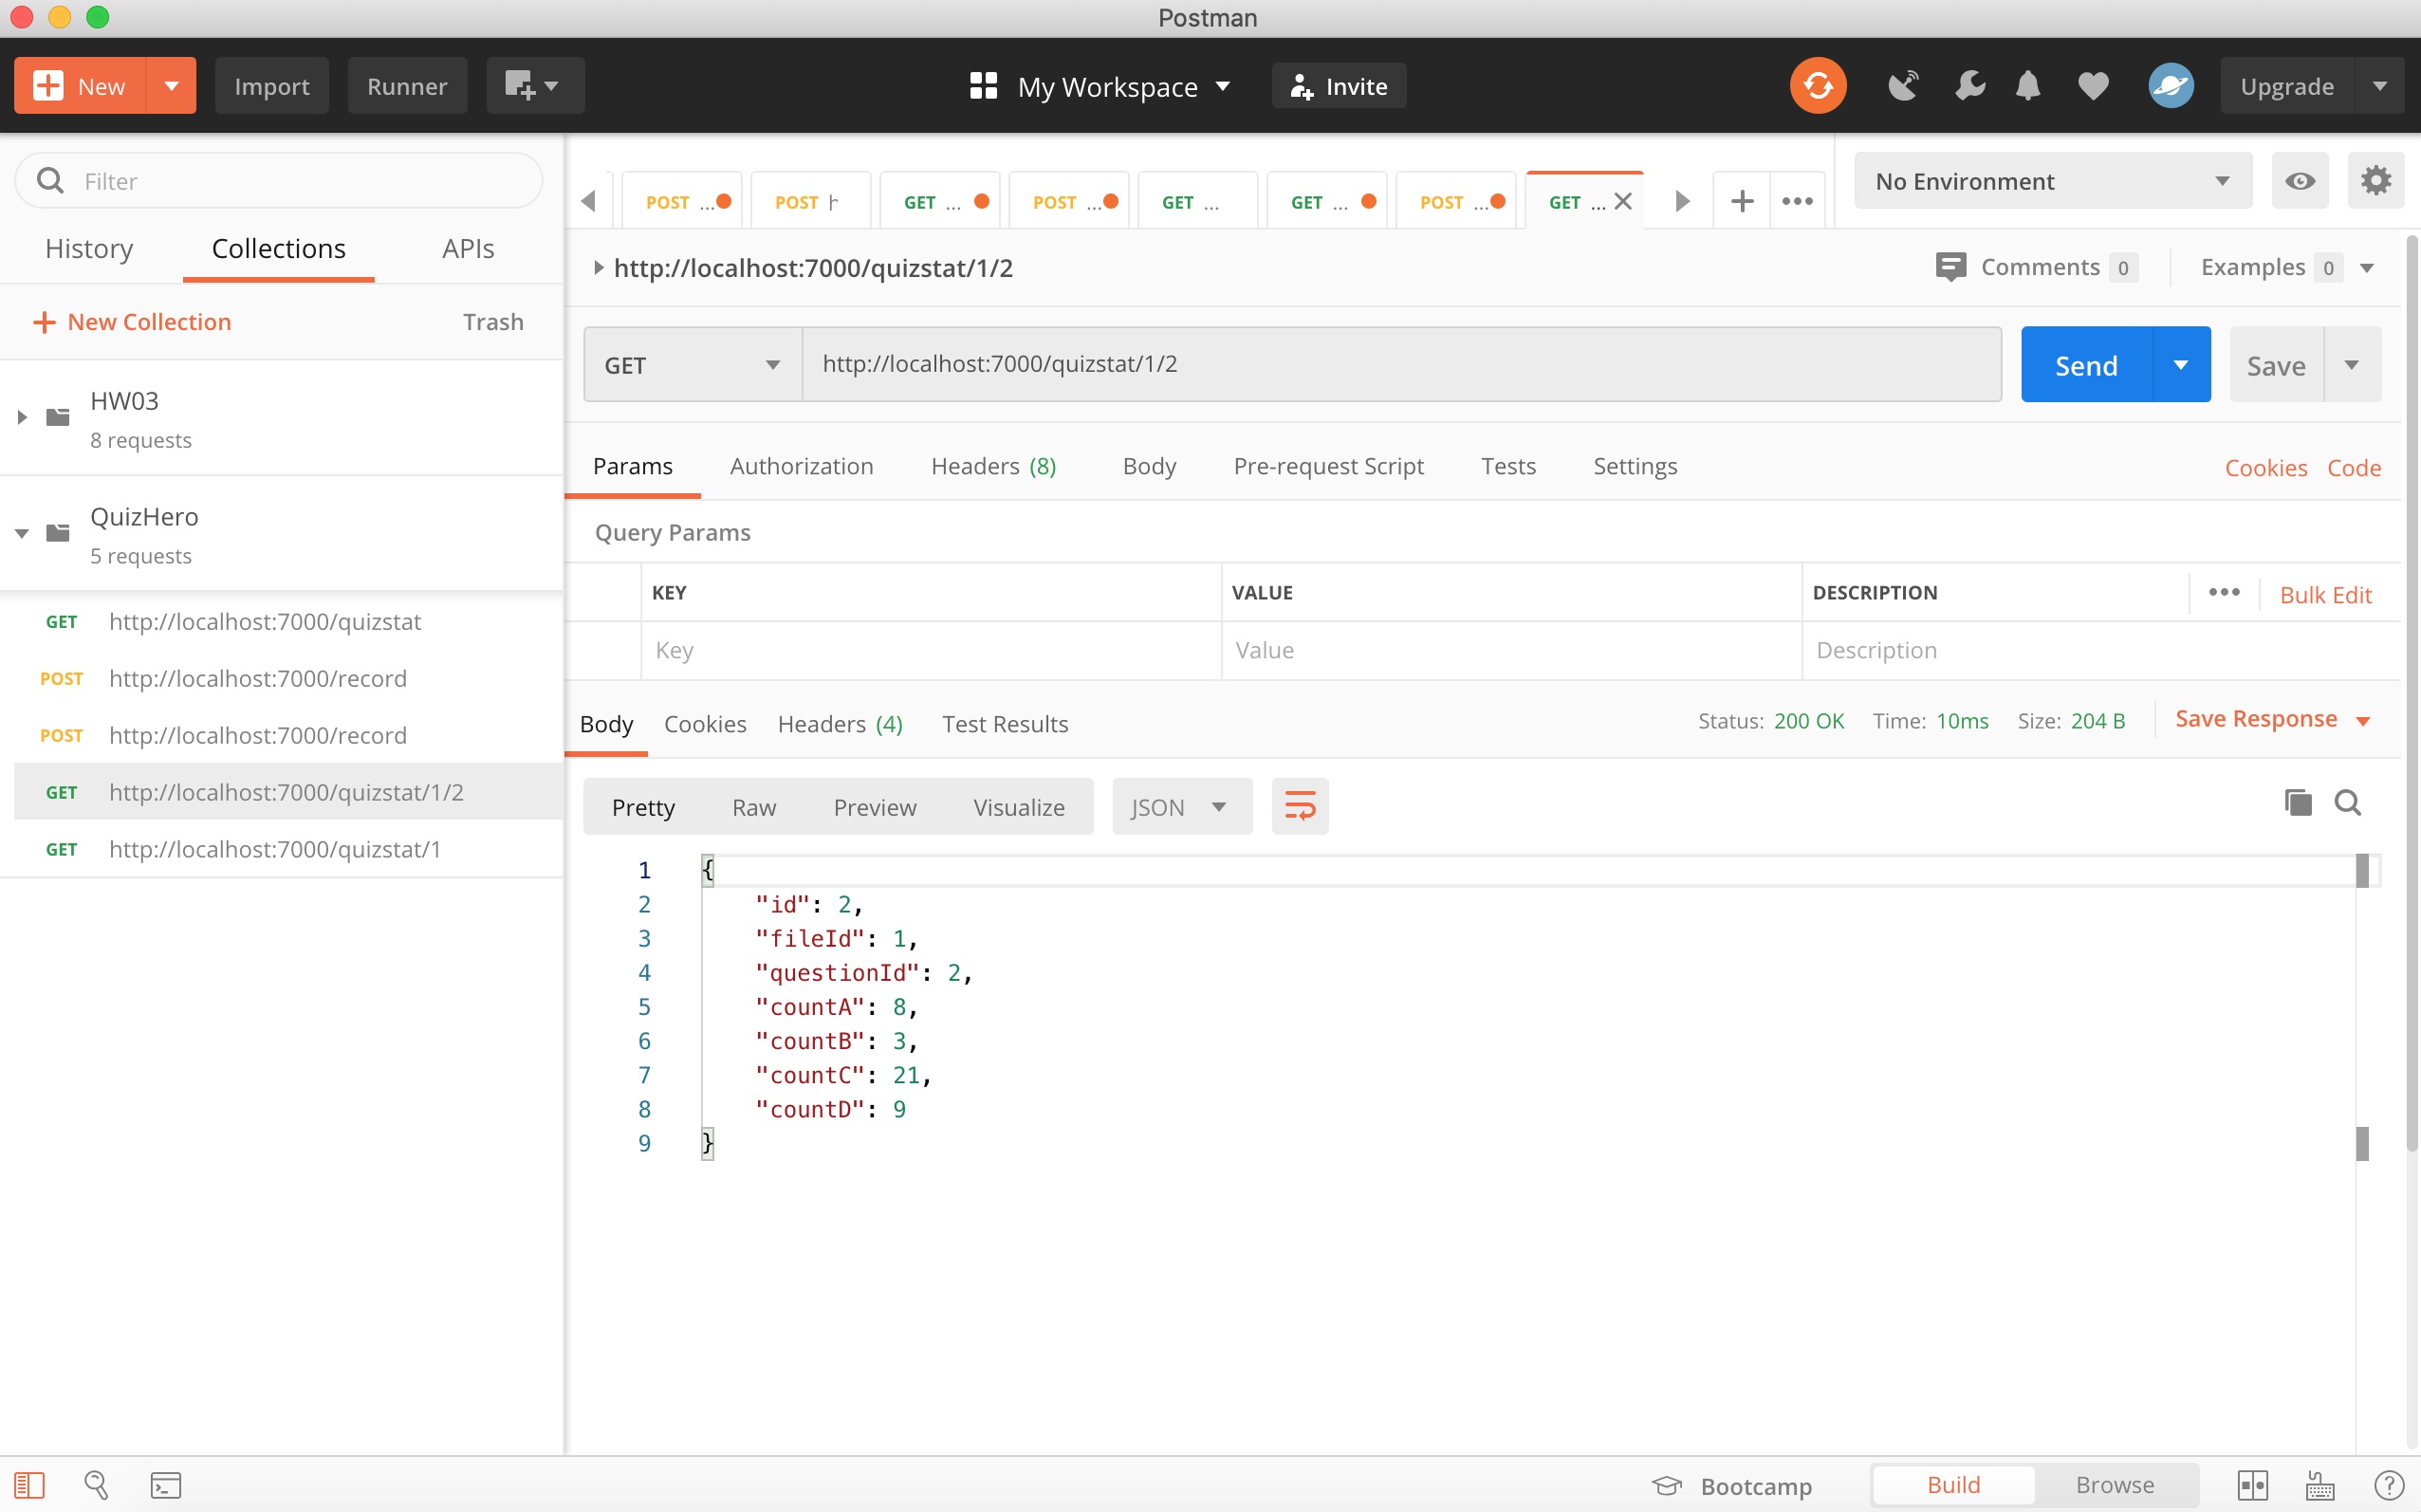 Postman
New Import Runner My Workspace Invite Upgrade
Filter
History Collections APIs
New Collection Trash
HW03
8 requests
QuizHero
5 requests
GET http://localhost:7000/quizstat
POST http://localhost:7000/record
POST http://localhost:7000/record
GET http://localhost:7000/quizstat/1/2
GET http://localhost:7000/quizstat/1
POST ... POST GET ... POST ... GET ... GET ... POST ... GET ... No Environment
http://localhost:7000/quizstat/1/2 Comments 0 Examples 0
GET http://localhost:7000/quizstat/1/2 Send Save
Params Authorization Headers (8) Body Pre-request Script Tests Settings Cookies Code
Query Params
KEY VALUE DESCRIPTION Bulk Edit
Key Value Description
Body Cookies Headers (4) Test Results Status: 200 OK Time: 10ms Size: 204 B Save Response
Pretty Raw Preview Visualize JSON
1 {
2 "id": 2,
3 "fileId": 1,
4 "questionId": 2,
5 "countA": 8,
6 "countB": 3,
7 "countC": 21,
8 "countD": 9
9 }
Bootcamp Build Browse